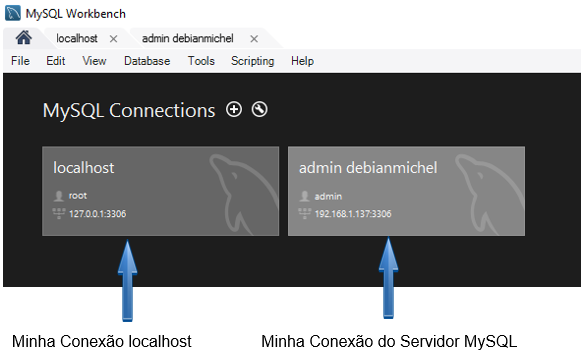 MySQL Workbench
localhost
admin debianmichel
File Edit View Database Tools Scripting Help
MySQL Connections
localhost
root
127.0.0.1:3306
admin debianmichel
admin
192.168.1.137:3306
Minha Conexão localhost
Minha Conexão do Servidor MySQL